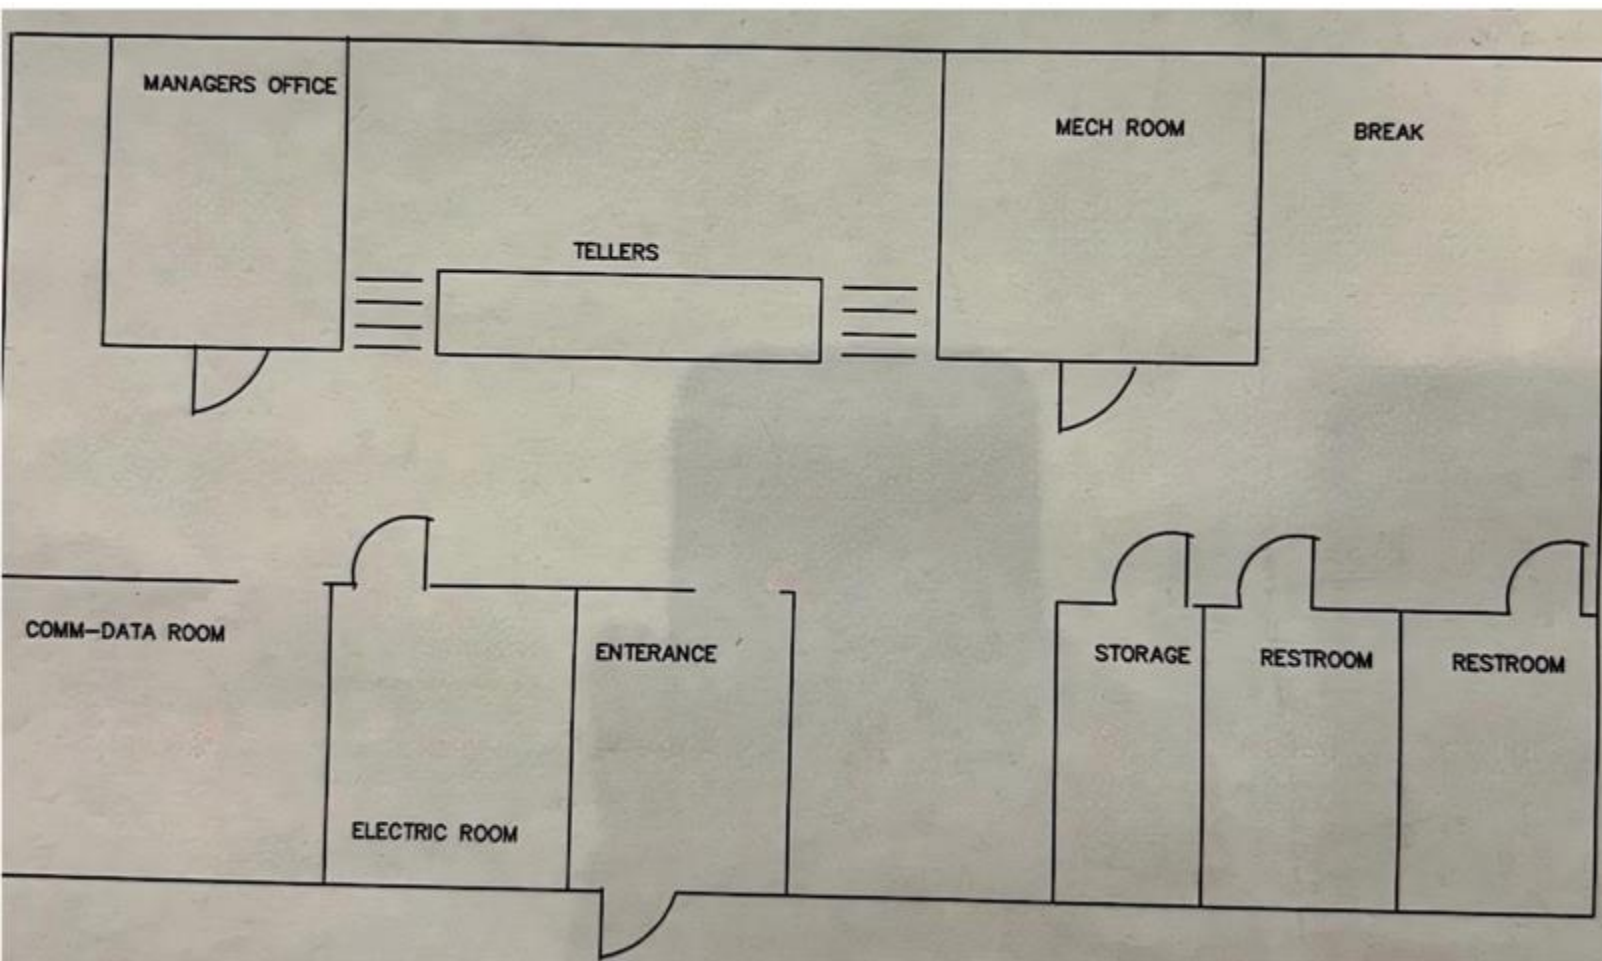 MANAGERS OFFICE
MECH ROOM
BREAK
TELLERS
COMM-DATA ROOM
ENTERANCE
STORAGE
RESTROOM
RESTROOM
ELECTRIC ROOM